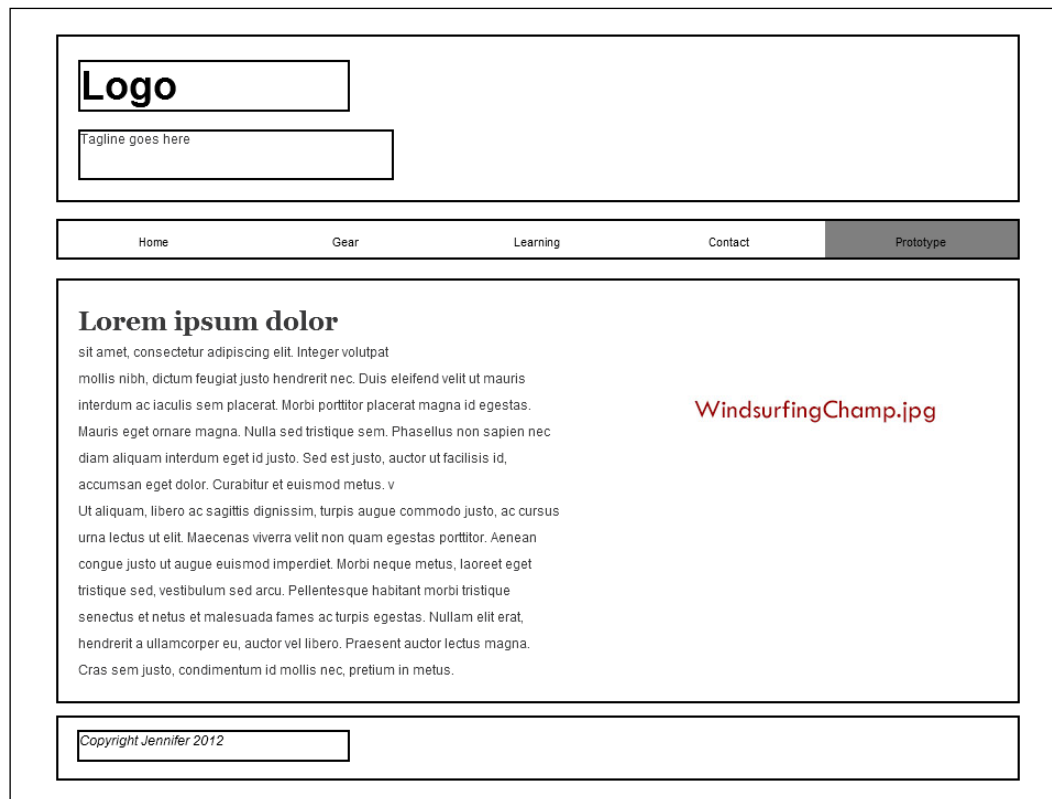 Logo
Tagline goes here
Home Gear Learning Contact Prototype
Lorem ipsum dolor
sit amet, consectetur adipiscing elit. Integer volutpat
mollis nibh, dictum feugiat justo hendrerit nec. Duis eleifend velit ut mauris
interdum ac iaculis sem placerat. Morbi porttitor placerat magna id egestas.
Mauris eget ornare magna. Nulla sed tristique sem. Phasellus non sapien nec
diam aliquam interdum eget id justo. Sed est justo, auctor ut facilisis id,
accumsan eget dolor. Curabitur et euismod metus. v
Ut aliquam, libero ac sagittis dignissim, turpis augue commodo justo, ac cursus
urna lectus ut elit. Maecenas viverra velit non quam egestas porttitor. Aenean
congue justo ut augue euismod imperdiet. Morbi neque metus, laoreet eget
tristique sed, vestibulum sed arcu. Pellentesque habitant morbi tristique
senectus et netus et malesuada fames ac turpis egestas. Nullam elit erat,
hendrerit a ullamcorper eu, auctor vel libero. Praesent auctor lectus magna.
Cras sem justo, condimentum id mollis nec, pretium in metus.
WindsurfingChamp.jpg
Copyright Jennifer 2012